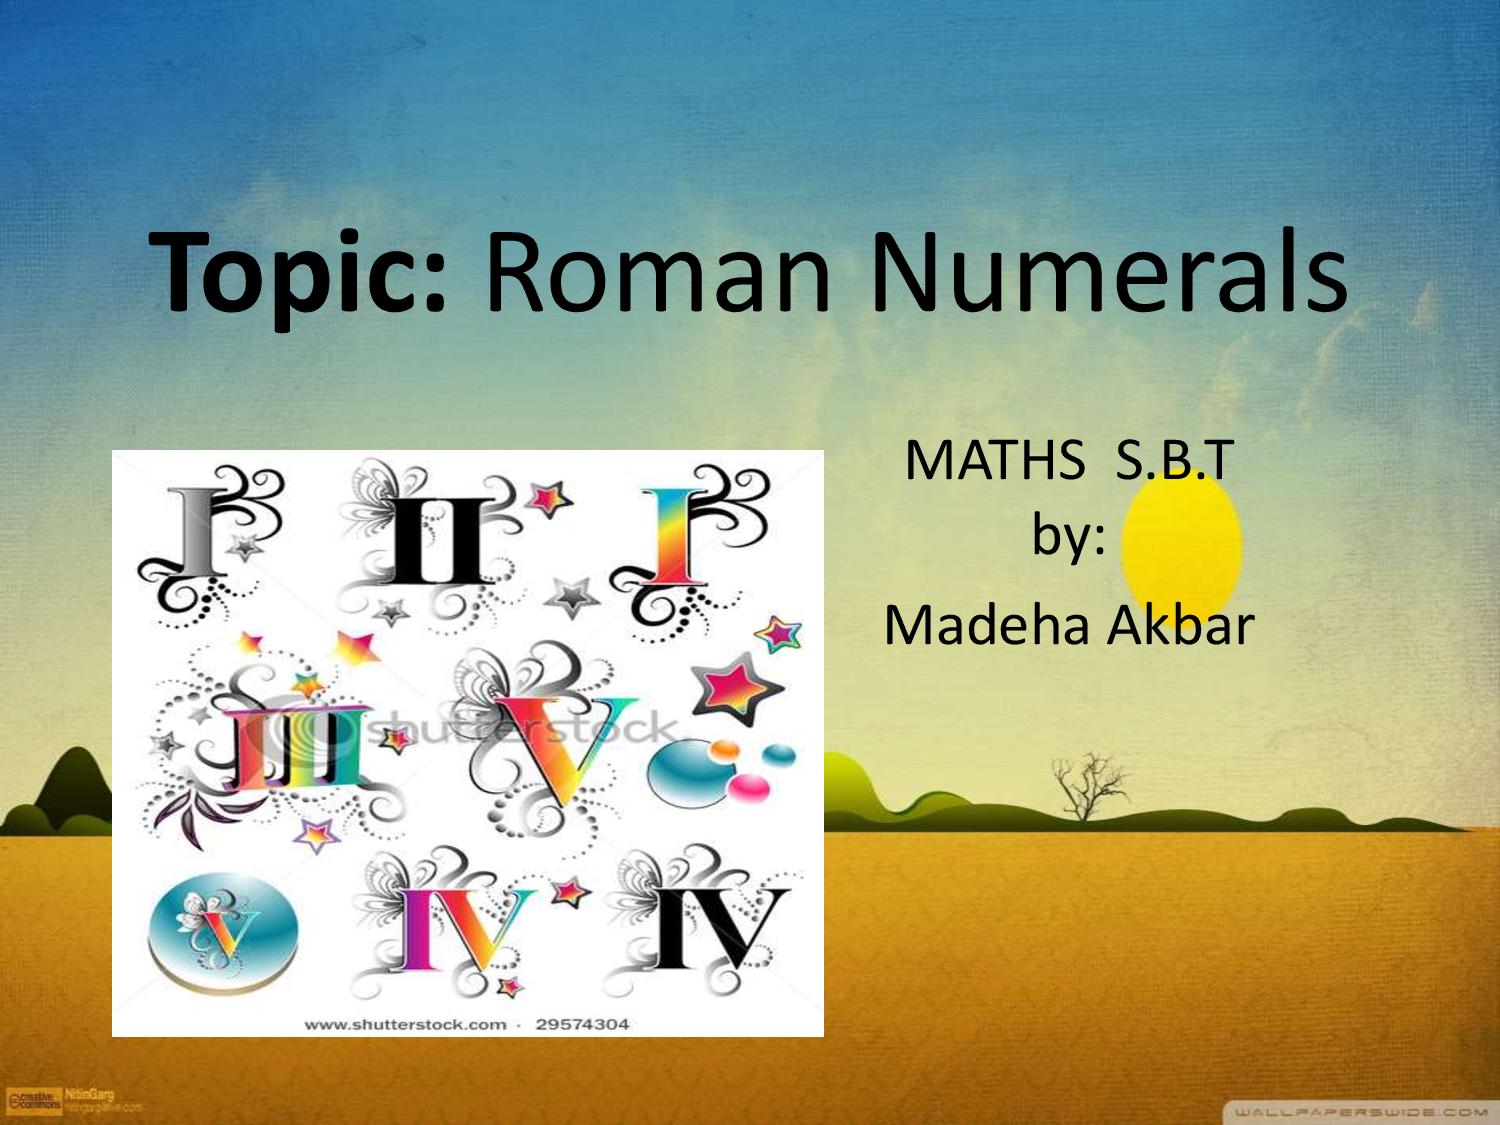 Topic: Roman Numerals
MATHS S.B.T
by:
Madeha Akbar
I II I
III V
shutterstock
V IV IV
www.shutterstock.com · 29574304
creative commons
NitinGarg
WALLPAPERSWIDE.COM